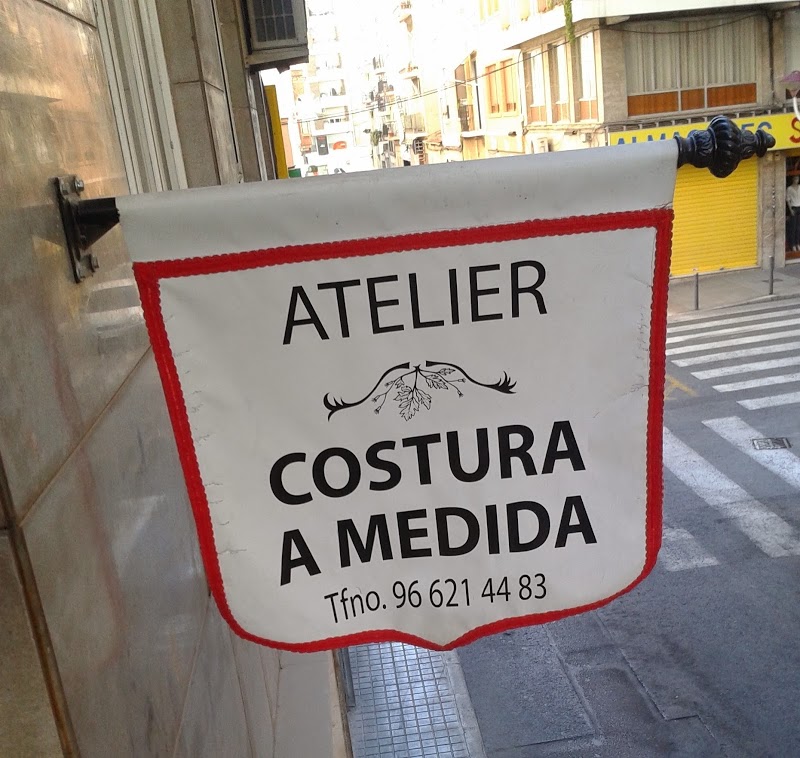 ATELIER
COSTURA
A MEDIDA
Tfno. 96 621 44 83